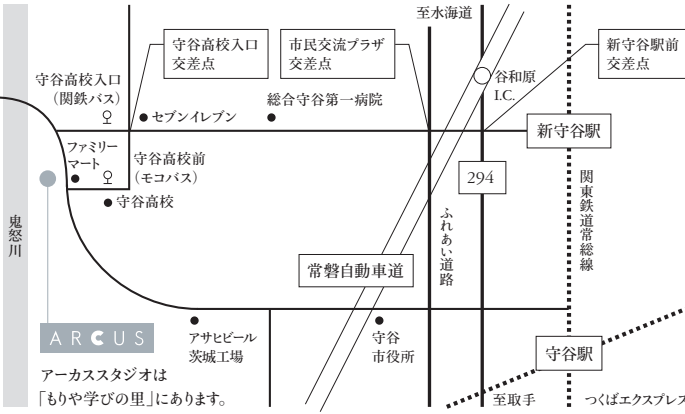 至水海道
守谷高校入口
交差点
市民交流プラザ
交差点
新守谷駅前
交差点
守谷高校入口
（関鉄バス）
谷和原
I.C.
セブンイレブン
総合守谷第一病院
新守谷駅
ファミリー
マート
守谷高校前
（モコバス）
294
守谷高校
鬼怒川
ふれあい道路
関東鉄道常総線
常磐自動車道
ARCUS
アサヒビール
茨城工場
守谷
市役所
守谷駅
アーカススタジオは
「もりや学びの里」にあります。
至取手
つくばエクスプレス